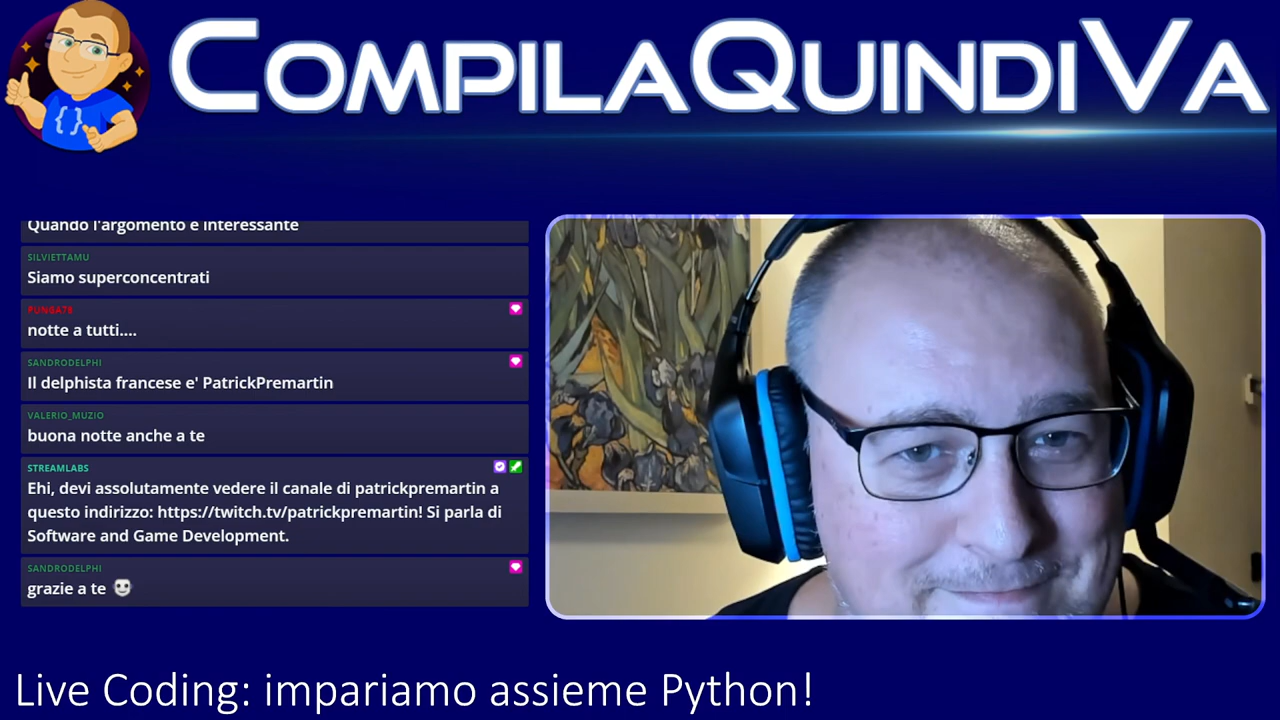 COMPILAQUINDIVA
{ }
Quando l'argomento e interessante
SILVIETTAMU
Siamo superconcentrati
PUNGA76
notte a tutti....
SANDRODELPHI
Il delphista francese e' PatrickPremartin
VALERIO_MUZIO
buona notte anche a te
STREAMLABS
Ehi, devi assolutamente vedere il canale di patrickpremartin a
questo indirizzo: https://twitch.tv/patrickpremartin! Si parla di
Software and Game Development.
SANDRODELPHI
grazie a te
Live Coding: impariamo assieme Python!